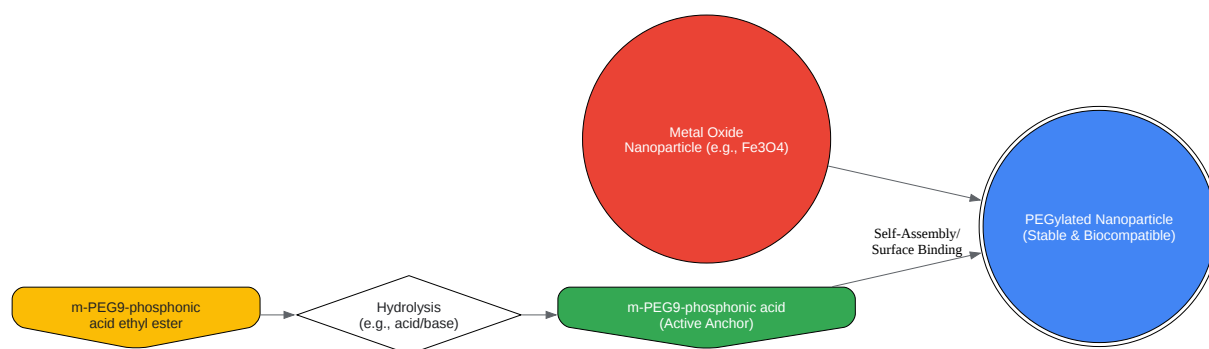 Metal Oxide
Nanoparticle (e.g., Fe3O4)
PEGylated Nanoparticle
(Stable & Biocompatible)
Self-Assembly/
Surface Binding
m-PEG9-phosphonic
acid ethyl ester
Hydrolysis
(e.g., acid/base)
m-PEG9-phosphonic acid
(Active Anchor)